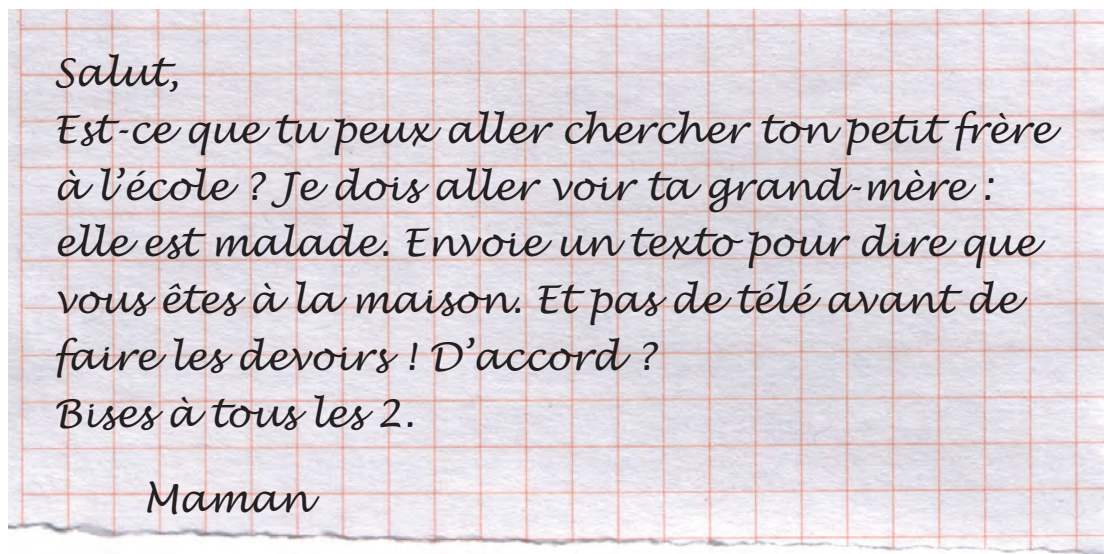 Salut,
Est-ce que tu peux aller chercher ton petit frère
à l'école ? Je dois aller voir ta grand-mère :
elle est malade. Envoie un texto pour dire que
vous êtes à la maison. Et pas de télé avant de
faire les devoirs ! D'accord ?
Bises à tous les 2.
Maman